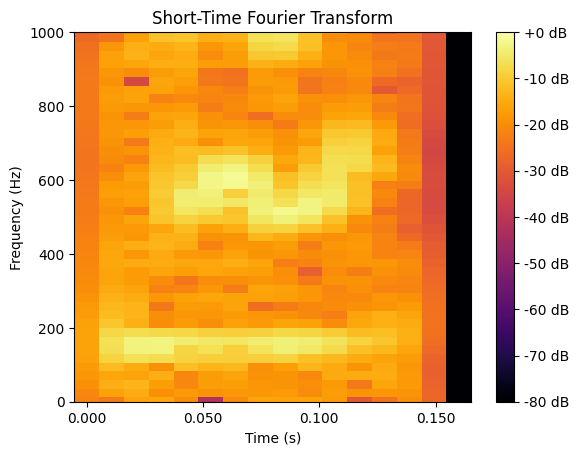 Short-Time Fourier Transform
1000
800
600
400
200
0
Frequency (Hz)
0.000
0.050
0.100
0.150
Time (s)
+0 dB
-10 dB
-20 dB
-30 dB
-40 dB
-50 dB
-60 dB
-70 dB
-80 dB